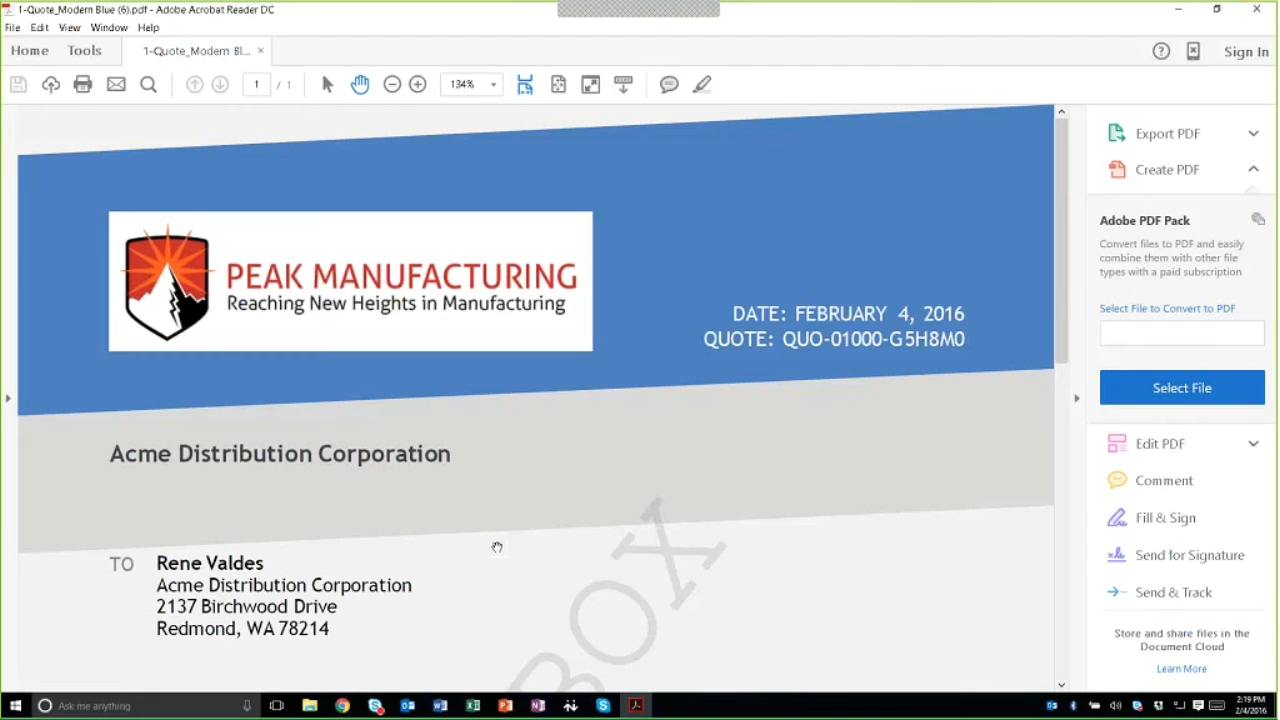 1-Quote_Modern Blue (6).pdf - Adobe Acrobat Reader DC
File Edit View Window Help
Home Tools 1-Quote_Modern Bl... × Sign In
1 / 1 134%
PEAK MANUFACTURING
Reaching New Heights in Manufacturing
DATE: FEBRUARY 4, 2016
QUOTE: QUO-01000-G5H8M0
Acme Distribution Corporation
TO Rene Valdes
Acme Distribution Corporation
2137 Birchwood Drive
Redmond, WA 78214
BOX
Export PDF
Create PDF
Adobe PDF Pack
Convert files to PDF and easily
combine them with other file
types with a paid subscription
Select File to Convert to PDF
Select File
Edit PDF
Comment
Fill & Sign
Send for Signature
Send & Track
Store and share files in the
Document Cloud
Learn More
Ask me anything
2:19 PM
2/4/2016